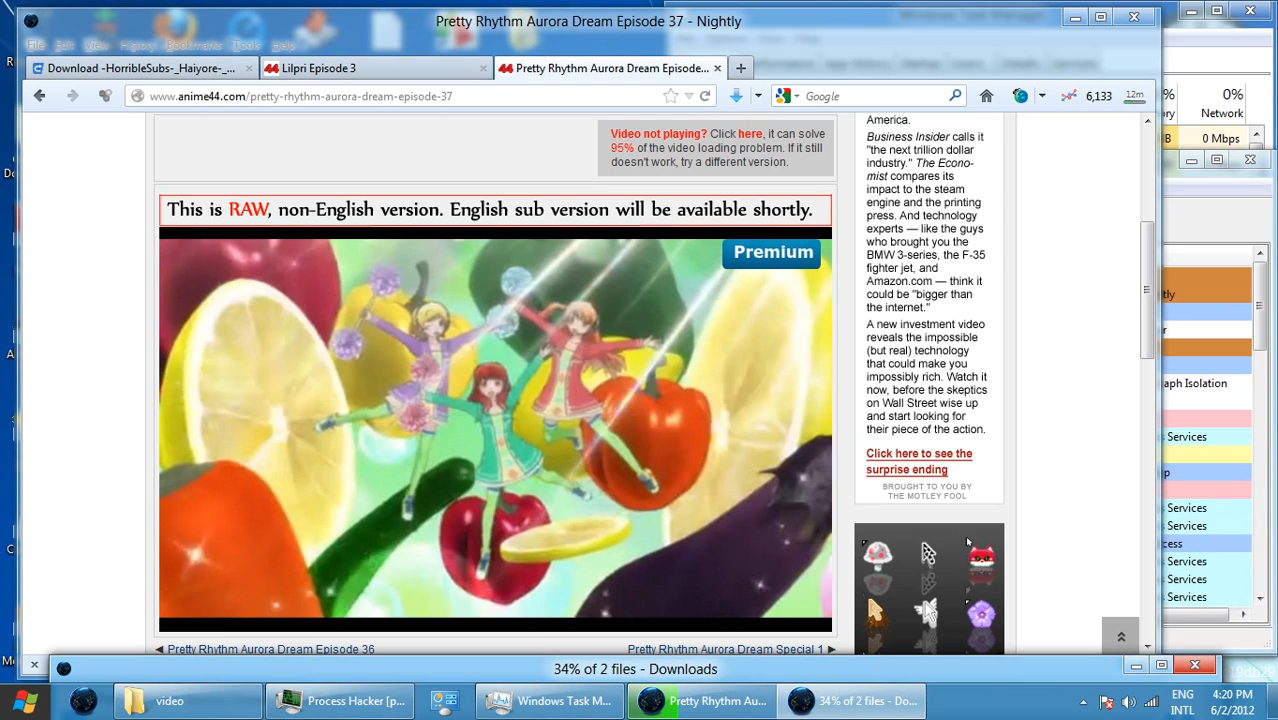 Pretty Rhythm Aurora Dream Episode 37 - Nightly
File Edit View History Bookmarks Tools Help
Download -HorribleSubs-_Haiyore-_...
44 Lilpri Episode 3
44 Pretty Rhythm Aurora Dream Episode...
www.anime44.com/pretty-rhythm-aurora-dream-episode-37
Google
6,133
12m
0%
0%
Network
0 Mbps
Video not playing? Click here, it can solve
95% of the video loading problem. If it still
doesn't work, try a different version.
This is RAW, non-English version. English sub version will be available shortly.
Premium
America.
Business Insider calls it
"the next trillion dollar
industry." The Econo-
mist compares its
impact to the steam
engine and the printing
press. And technology
experts — like the guys
who brought you the
BMW 3-series, the F-35
fighter jet, and
Amazon.com — think it
could be "bigger than
the internet."
A new investment video
reveals the impossible
(but real) technology
that could make you
impossibly rich. Watch it
now, before the skeptics
on Wall Street wise up
and start looking for
their piece of the action.
Click here to see the
surprise ending
BROUGHT TO YOU BY
THE MOTLEY FOOL
aph Isolation
Services
Services
Services
cess
Services
Services
Services
Pretty Rhythm Aurora Dream Episode 36
Pretty Rhythm Aurora Dream Special 1
34% of 2 files - Downloads
video
Process Hacker [p...
Windows Task M...
Pretty Rhythm Au...
34% of 2 files - Do...
ENG
INTL
4:20 PM
6/2/2012